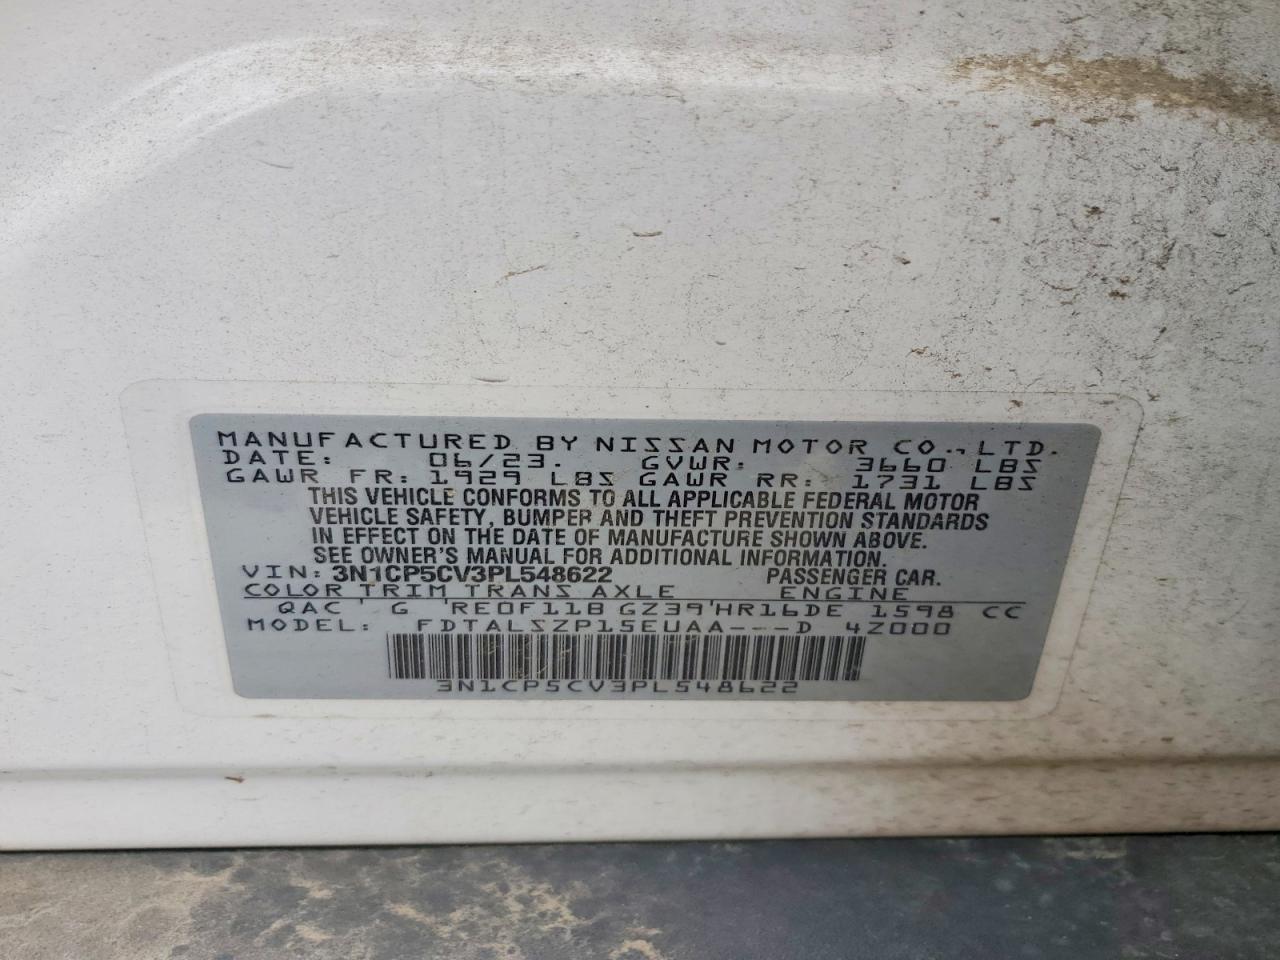 MANUFACTURED BY NISSAN MOTOR CO., LTD.
DATE: 06/23. GVWR: 3660 LBS
GAWR FR: 1929 LBS GAWR RR: 1731 LBS
THIS VEHICLE CONFORMS TO ALL APPLICABLE FEDERAL MOTOR
VEHICLE SAFETY, BUMPER AND THEFT PREVENTION STANDARDS
IN EFFECT ON THE DATE OF MANUFACTURE SHOWN ABOVE.
SEE OWNER'S MANUAL FOR ADDITIONAL INFORMATION.
VIN: 3N1CP5CV3PL548622 PASSENGER CAR.
COLOR TRIM TRANS AXLE ENGINE
QAC G RE0F11B GZ39 HR16DE 1598 CC
MODEL: FDTALSZP15EUAA---D 4Z000
3N1CP5CV3PL548622